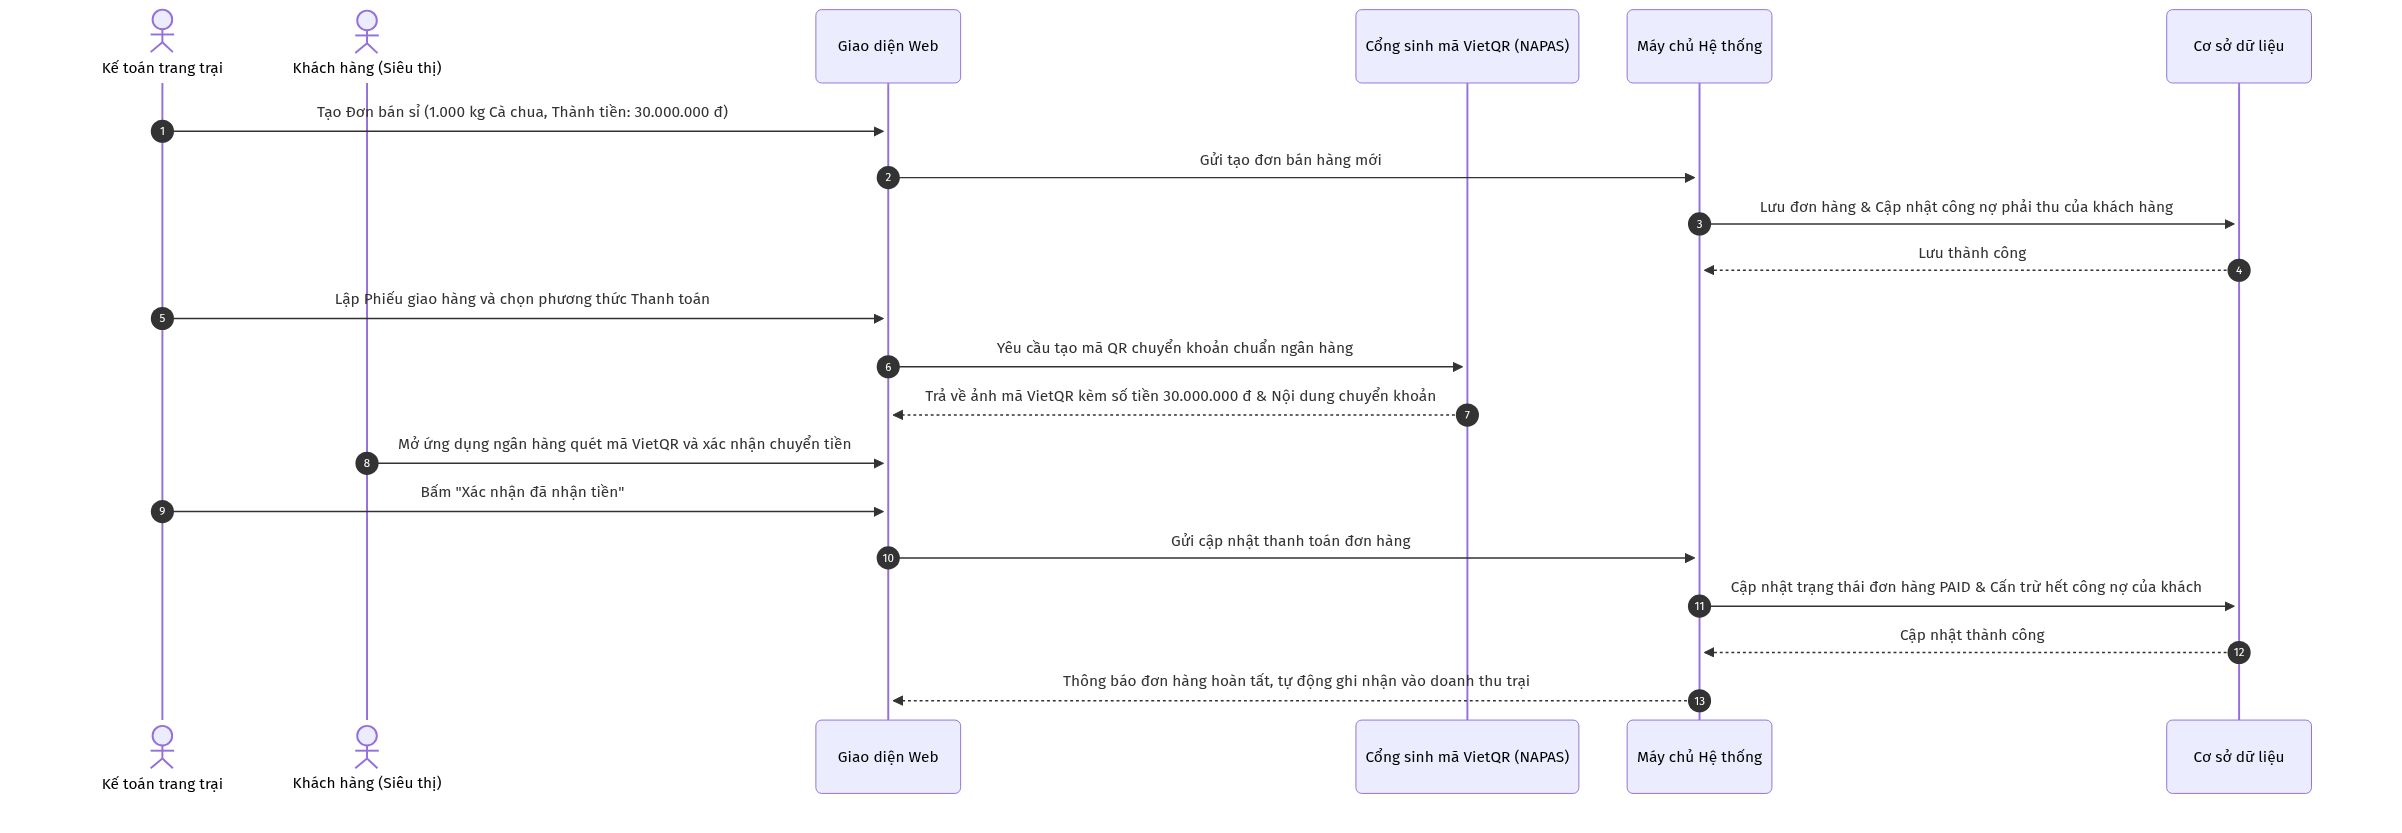 Kế toán trang trại
Khách hàng (Siêu thị)
Giao diện Web
Cổng sinh mã VietQR (NAPAS)
Máy chủ Hệ thống
Cơ sở dữ liệu
Tạo Đơn bán sỉ (1.000 kg Cà chua, Thành tiền: 30.000.000 đ)
1
Gửi tạo đơn bán hàng mới
2
Lưu đơn hàng & Cập nhật công nợ phải thu của khách hàng
3
Lưu thành công
4
Lập Phiếu giao hàng và chọn phương thức Thanh toán
5
Yêu cầu tạo mã QR chuyển khoản chuẩn ngân hàng
6
Trả về ảnh mã VietQR kèm số tiền 30.000.000 đ & Nội dung chuyển khoản
7
Mở ứng dụng ngân hàng quét mã VietQR và xác nhận chuyển tiền
8
Bấm "Xác nhận đã nhận tiền"
9
Gửi cập nhật thanh toán đơn hàng
10
Cập nhật trạng thái đơn hàng PAID & Cấn trừ hết công nợ của khách
11
Cập nhật thành công
12
Thông báo đơn hàng hoàn tất, tự động ghi nhận vào doanh thu trại
13
Kế toán trang trại
Khách hàng (Siêu thị)
Giao diện Web
Cổng sinh mã VietQR (NAPAS)
Máy chủ Hệ thống
Cơ sở dữ liệu